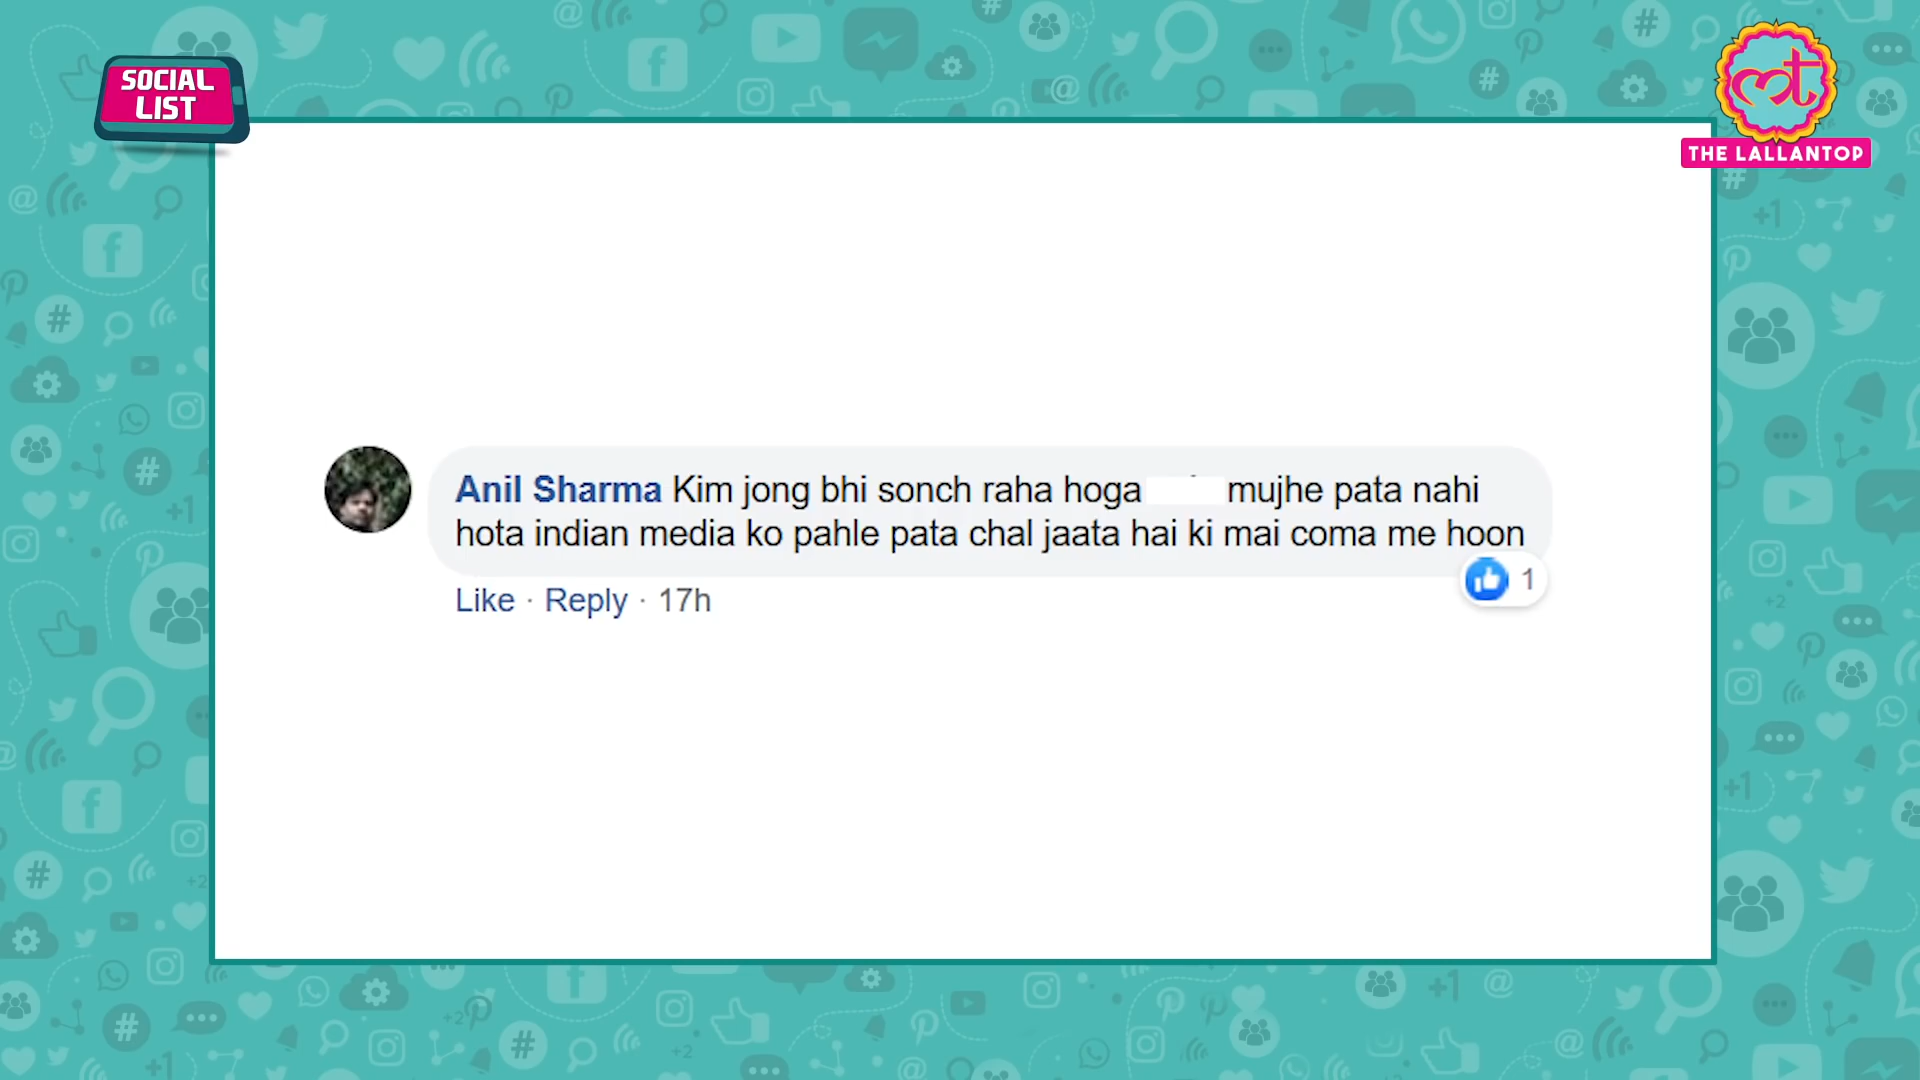 SOCIAL
LIST
THE LALLANTOP
Anil Sharma Kim jong bhi sonch raha hoga mujhe pata nahi
hota indian media ko pahle pata chal jaata hai ki mai coma me hoon
Like · Reply · 17h
1